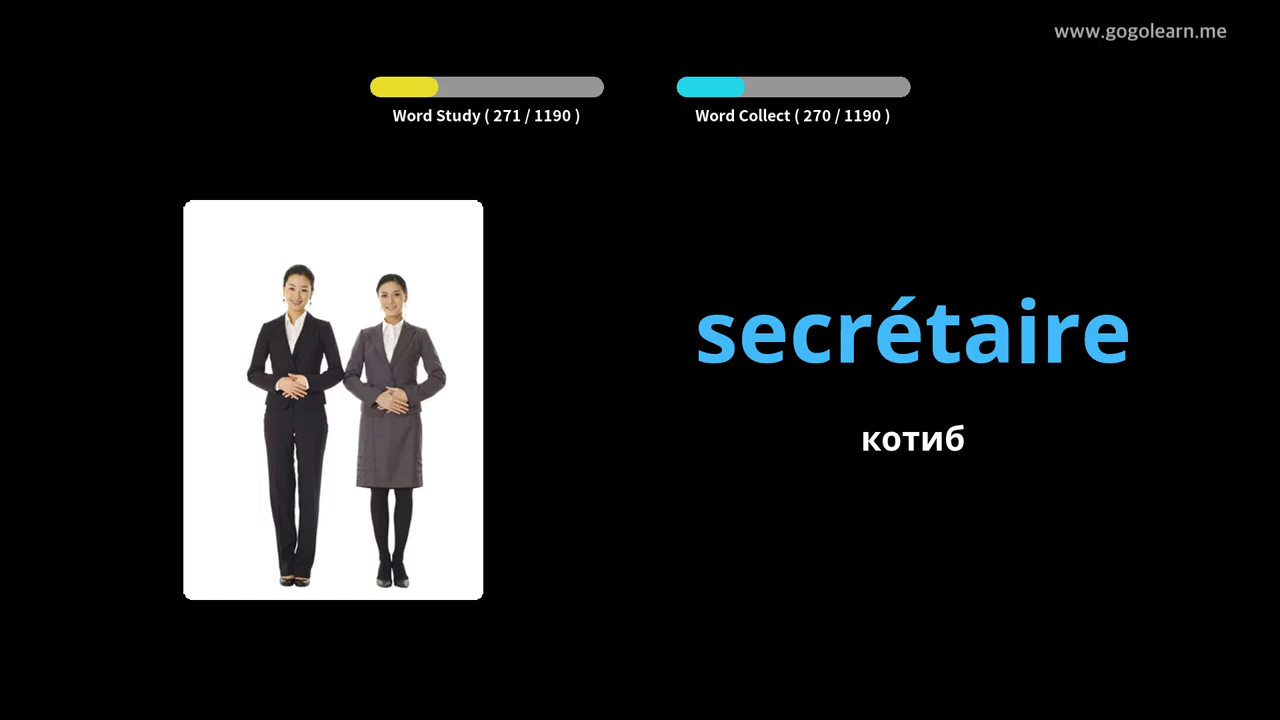 www.gogolearn.me
Word Study ( 271 / 1190 )
Word Collect ( 270 / 1190 )
secrétaire
котиб